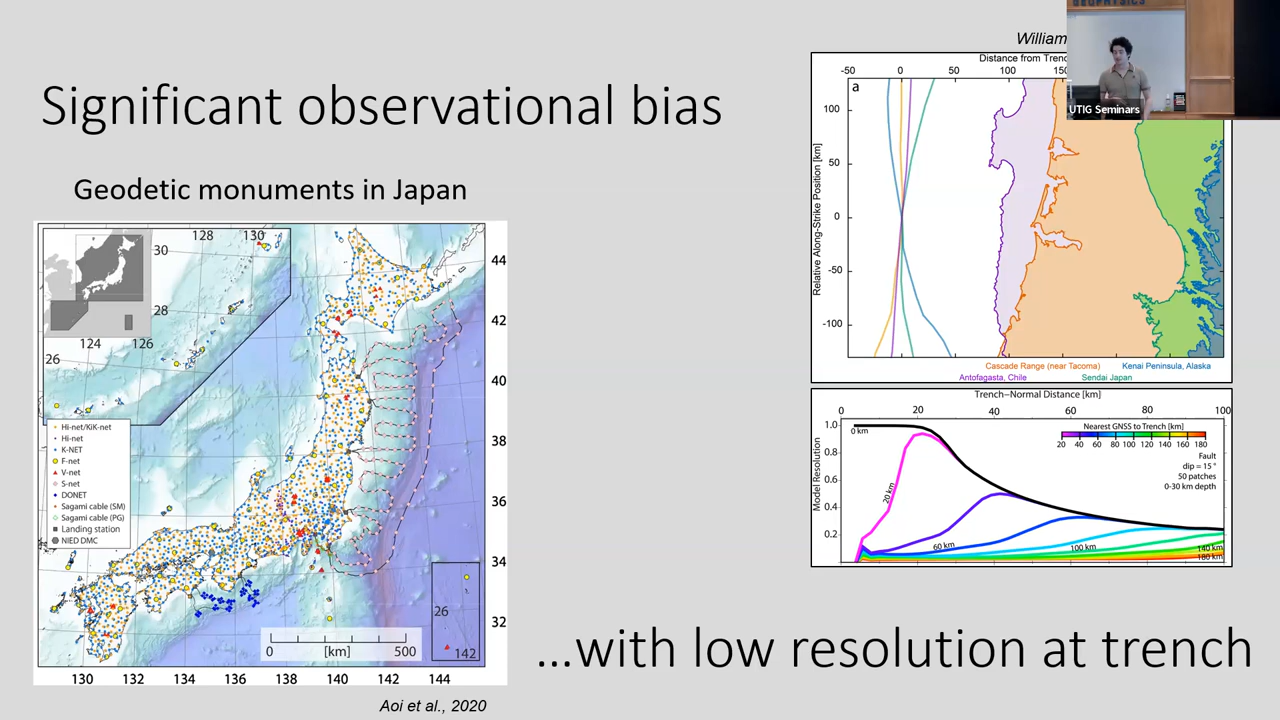 Significant observational bias
Geodetic monuments in Japan
128
130
30
28
26
124
126
44
42
40
38
36
34
32
Hi-net/KiK-net
Hi-net
K-NET
F-net
V-net
S-net
DONET
Sagami cable (SM)
Sagami cable (PG)
Landing station
NIED DMC
0 [km] 500
26
142
130 132 134 136 138 140 142 144
Aoi et al., 2020
William
GEOPHYSICS
UTIG Seminars
Distance from Tren
-50 0 50 100 15
a
Relative Along-Strike Position [km]
100
50
0
-50
-100
Cascade Range (near Tacoma)
Kenai Peninsula, Alaska
Antofagasta, Chile
Sendai Japan
Trench–Normal Distance [km]
0 20 40 60 80 100
Model Resolution
1.0
0.8
0.6
0.4
0.2
0 km
20 km
60 km
100 km
140 km
180 km
Nearest GNSS to Trench [km]
20 40 60 80 100 120 140 160 180
Fault
dip = 15 °
50 patches
0-30 km depth
...with low resolution at trench